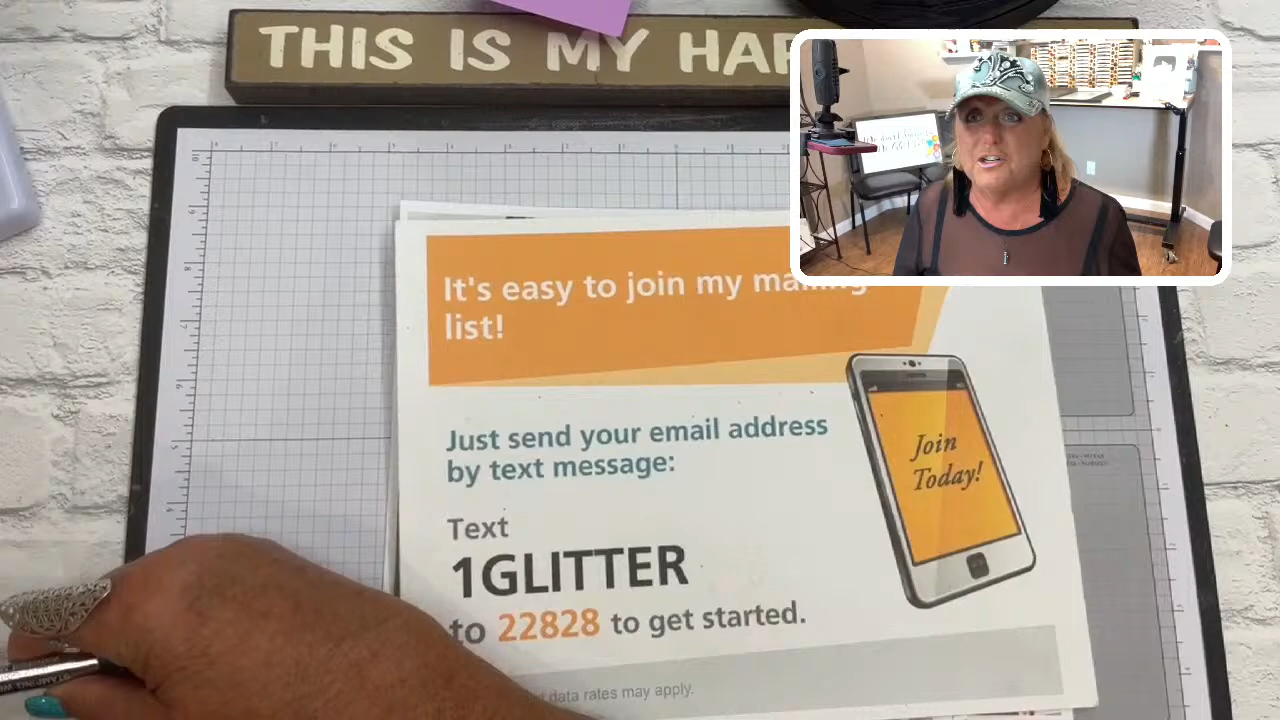 THIS IS MY
It's easy to join my mailing
list!
Just send your email address
by text message:
Text
1GLITTER
to 22828 to get started.
data rates may apply.
Join
Today!